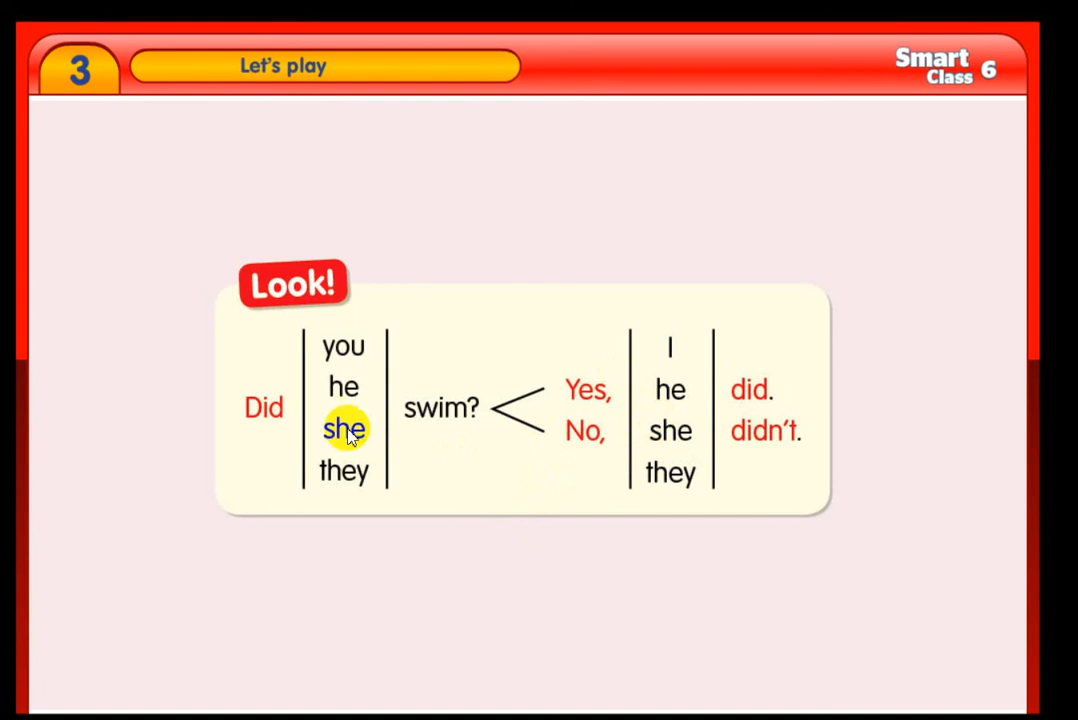 3
Let's play
Smart
Class 6
Look!
Did
you
he
she
they
swim?
Yes,
No,
I
he
she
they
did.
didn't.